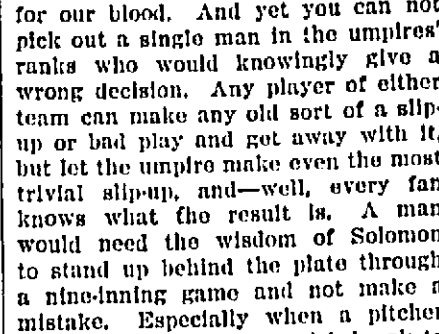 for our blood. And yet you can not
pick out a single man in the umpires'
ranks who would knowingly give a
wrong decision. Any player of either
team can make any old sort of a slip
up or bad play and get away with it,
but let the umpire make even the most
trivial slip-up, and—well, every fan
knows what the result is. A man
would need the wisdom of Solomon
to stand up behind the plate through
a nine-inning game and not make a
mistake. Especially when a pitcher